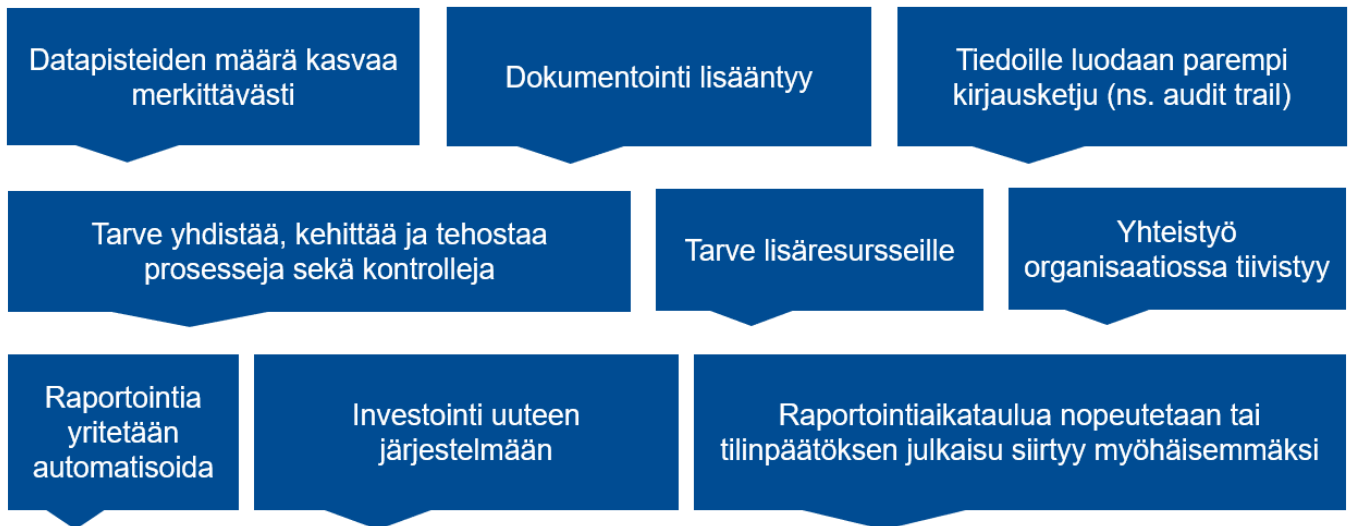 Datapisteiden määrä kasvaa
merkittävästi
Dokumentointi lisääntyy
Tiedoille luodaan parempi
kirjausketju (ns. audit trail)
Tarve yhdistää, kehittää ja tehostaa
prosesseja sekä kontrolleja
Tarve lisäresursseille
Yhteistyö
organisaatiossa tiivistyy
Raportointia
yritetään
automatisoida
Investointi uuteen
järjestelmään
Raportointiaikataulua nopeutetaan tai
tilinpäätöksen julkaisu siirtyy myöhäisemmäksi